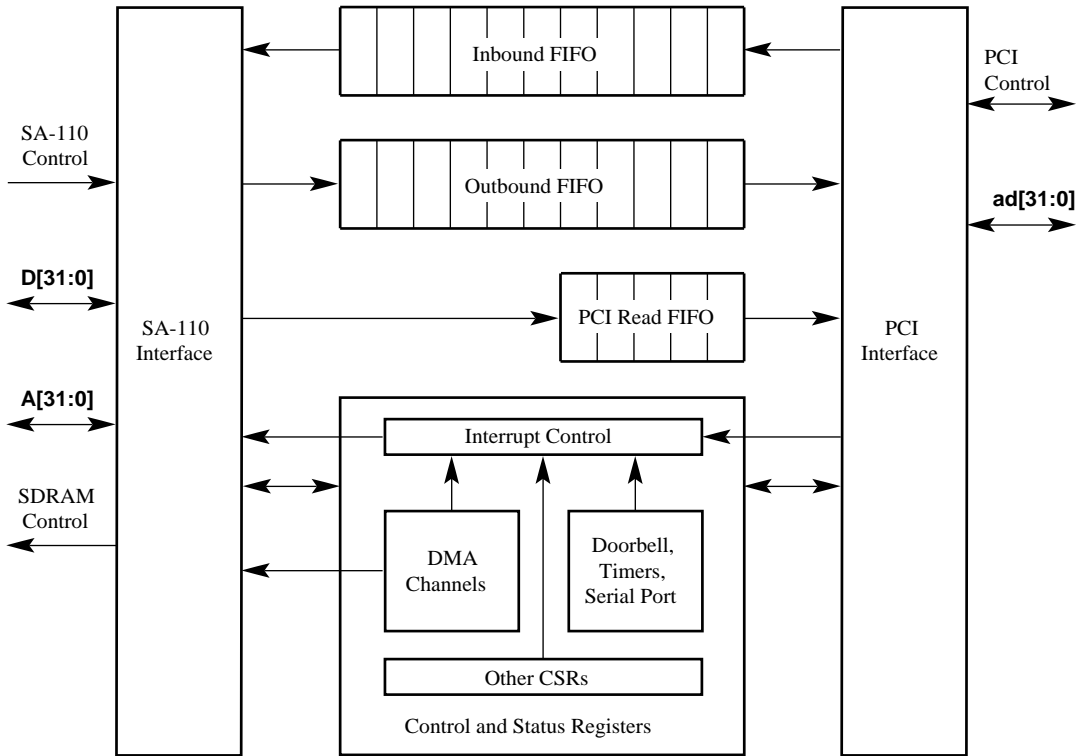 Inbound FIFO
PCI
Control
SA-110
Control
Outbound FIFO
ad[31:0]
D[31:0]
SA-110
Interface
PCI Read FIFO
PCI
Interface
A[31:0]
Interrupt Control
SDRAM
Control
DMA
Channels
Doorbell,
Timers,
Serial Port
Other CSRs
Control and Status Registers